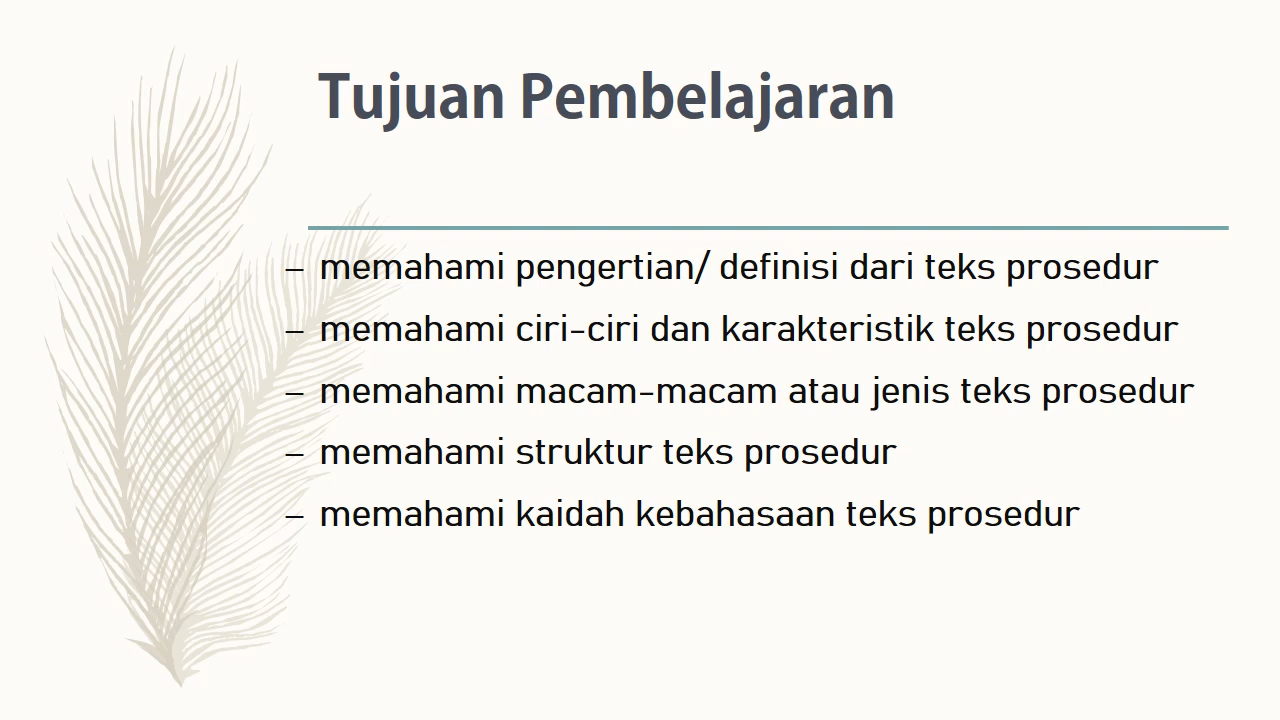 Tujuan Pembelajaran
– memahami pengertian/ definisi dari teks prosedur
– memahami ciri-ciri dan karakteristik teks prosedur
– memahami macam-macam atau jenis teks prosedur
– memahami struktur teks prosedur
– memahami kaidah kebahasaan teks prosedur